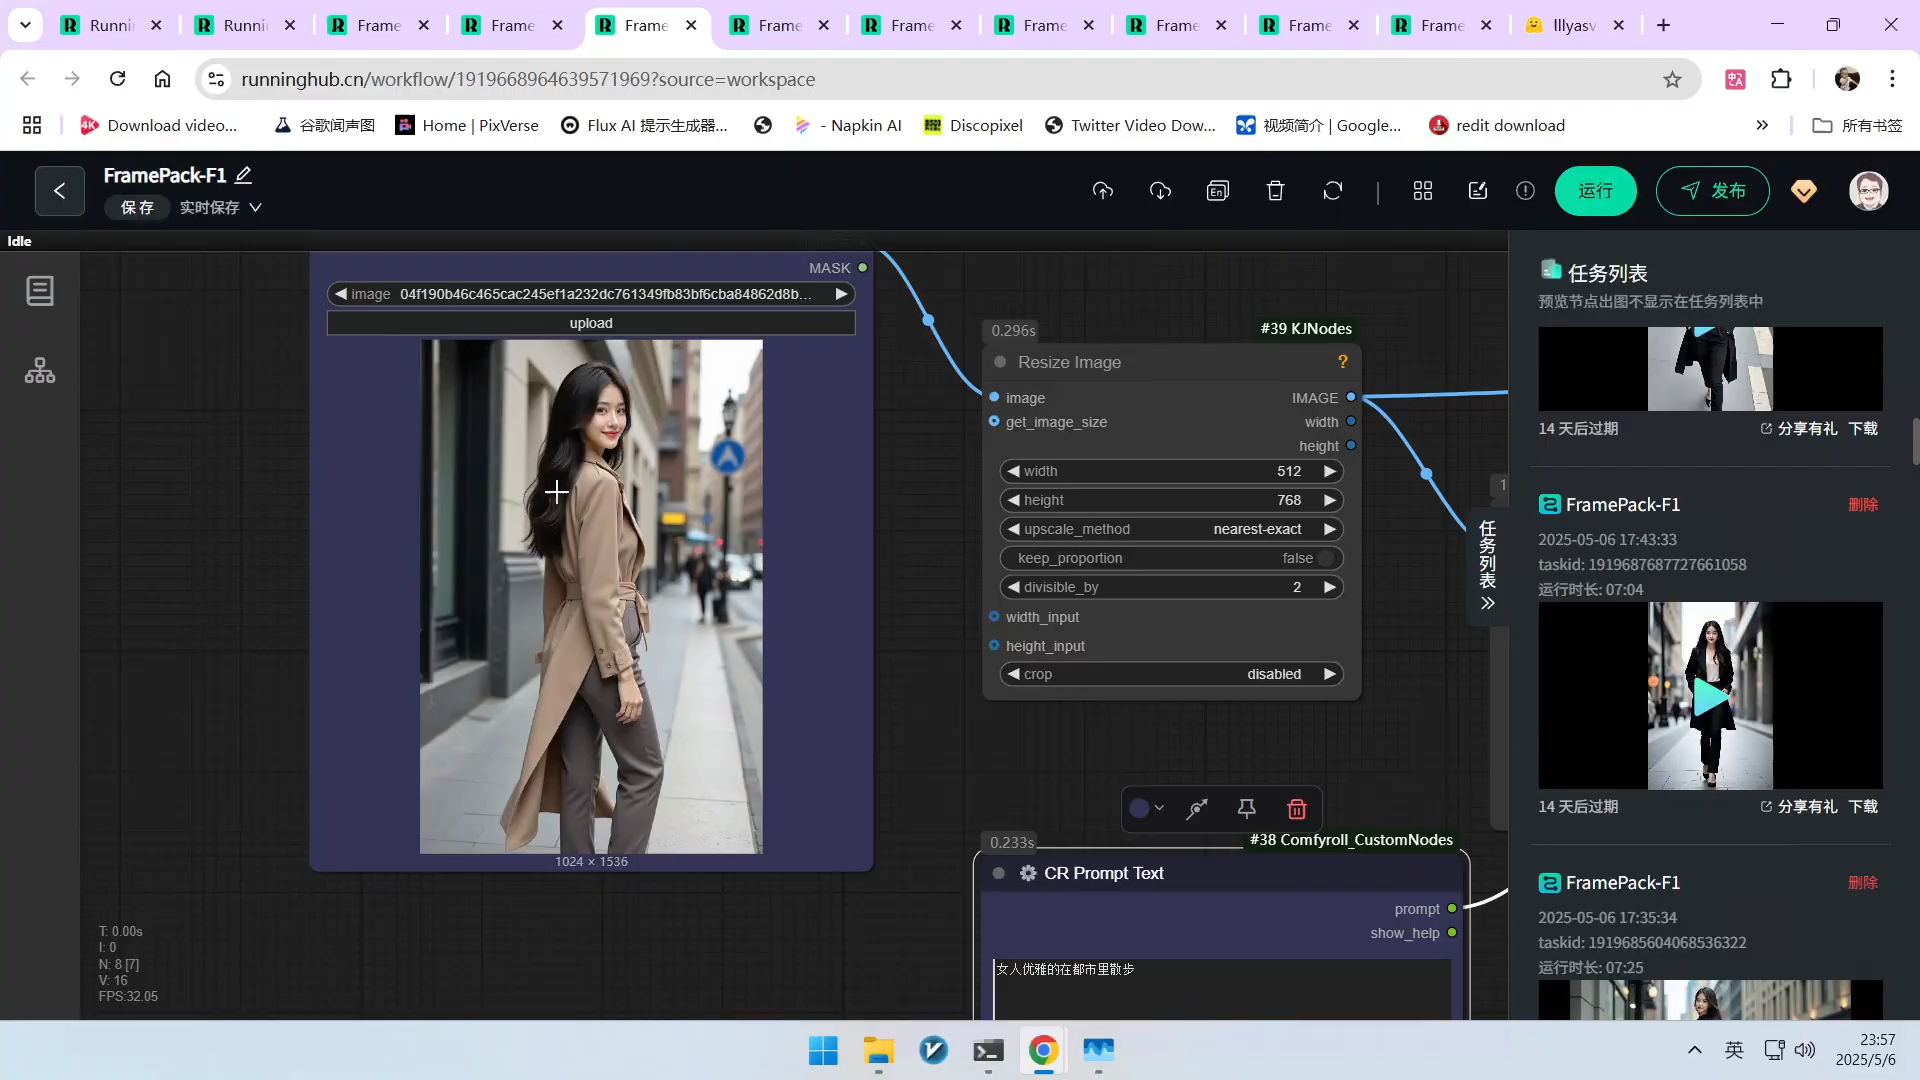 Runni
Runni
Frame
Frame
Frame
Frame
Frame
Frame
Frame
Frame
Frame
lllyasv
runninghub.cn/workflow/1919668964639571969?source=workspace
Download video...
谷歌闻声图
Home | PixVerse
Flux AI 提示生成器...
- Napkin AI
Discopixel
Twitter Video Dow...
视频简介 | Google...
redit download
所有书签
FramePack-F1
保存
实时保存
En
运行
发布
Idle
MASK
image 04f190b46c465cac245ef1a232dc761349fb83bf6cba84862d8b...
upload
1024 × 1536
0.296s
#39 KJNodes
Resize Image
?
image
IMAGE
get_image_size
width
height
width 512
height 768
upscale_method nearest-exact
keep_proportion false
divisible_by 2
width_input
height_input
crop disabled
0.233s
#38 Comfyroll_CustomNodes
CR Prompt Text
prompt
show_help
女人优雅的在都市里散步
1
任务列表
T: 0.00s
I: 0
N: 8 [7]
V: 16
FPS:32.05
任务列表
预览节点出图不显示在任务列表中
14 天后过期
分享有礼 下载
FramePack-F1
删除
2025-05-06 17:43:33
taskid: 1919687687727661058
运行时长: 07:04
14 天后过期
分享有礼 下载
FramePack-F1
删除
2025-05-06 17:35:34
taskid: 1919685604068536322
运行时长: 07:25
英
23:57
2025/5/6